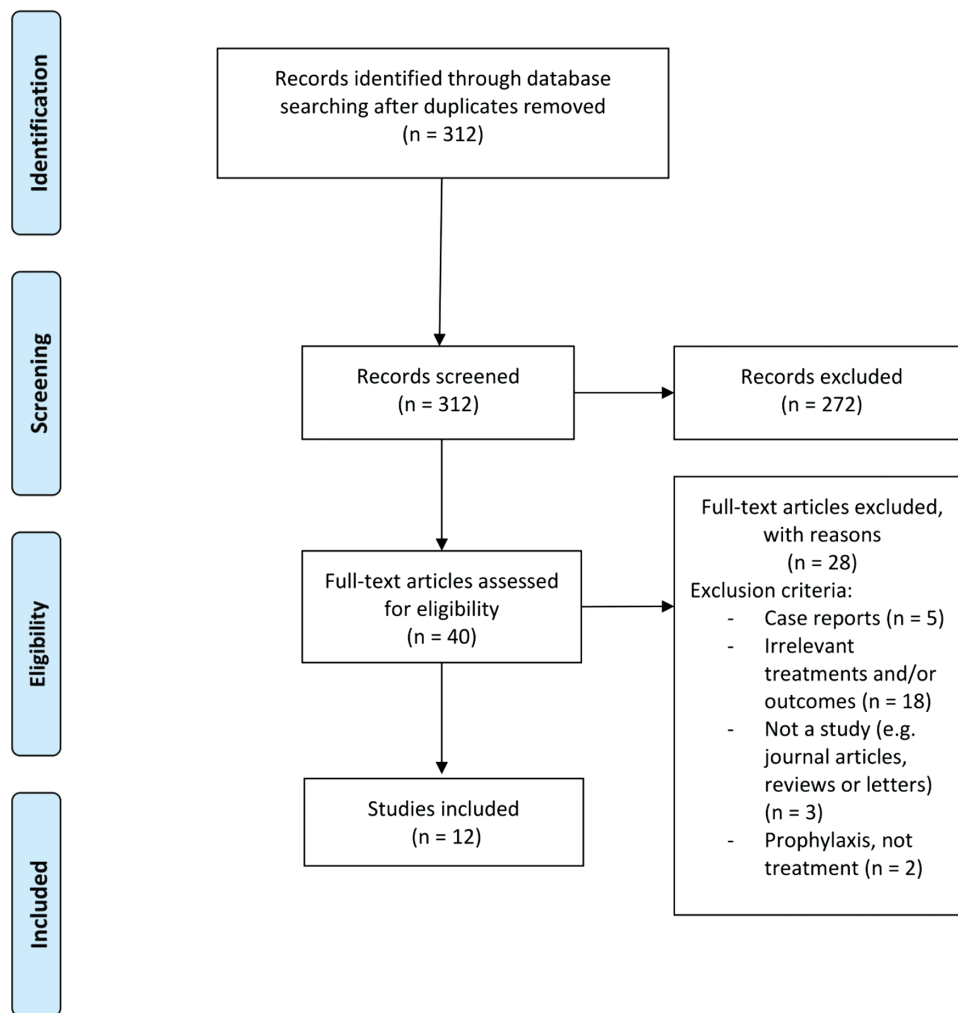 Identification
Records identified through database
searching after duplicates removed
(n = 312)
Screening
Records screened
(n = 312)
Records excluded
(n = 272)
Eligibility
Full-text articles assessed
for eligibility
(n = 40)
Full-text articles excluded,
with reasons
(n = 28)
Exclusion criteria:
- Case reports (n = 5)
- Irrelevant
treatments and/or
outcomes (n = 18)
- Not a study (e.g.
journal articles,
reviews or letters)
(n = 3)
- Prophylaxis, not
treatment (n = 2)
Included
Studies included
(n = 12)